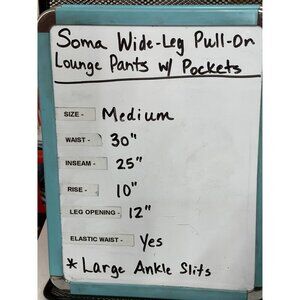 Soma Wide-Leg Pull-On
Lounge Pants w/ Pockets
SIZE - Medium
WAIST - 30"
INSEAM - 25"
RISE - 10"
LEG OPENING - 12"
ELASTIC WAIST - Yes
* Large Ankle Slits